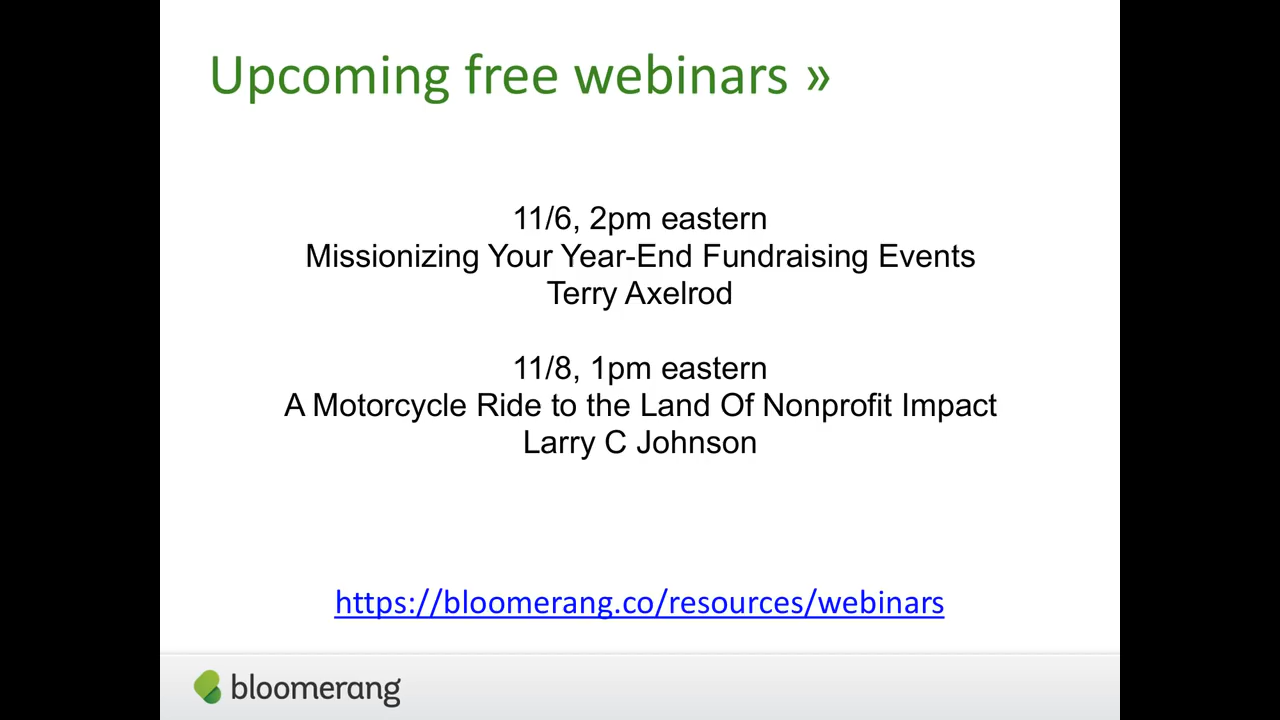 Upcoming free webinars »
11/6, 2pm eastern
Missionizing Your Year-End Fundraising Events
Terry Axelrod
11/8, 1pm eastern
A Motorcycle Ride to the Land Of Nonprofit Impact
Larry C Johnson
https://bloomerang.co/resources/webinars
bloomerang